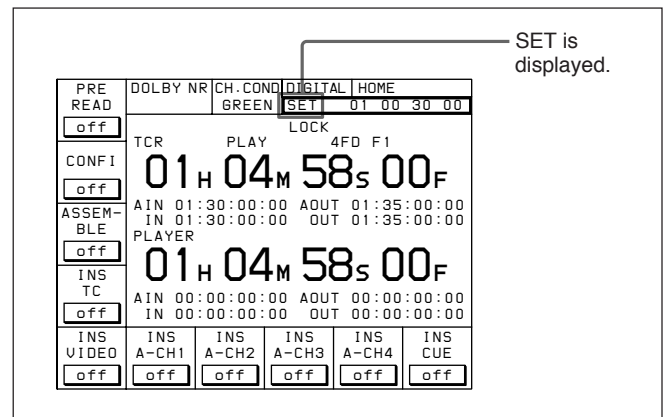 SET is
displayed.
PRE
READ
off
DOLBY NR CH.COND DIGITAL HOME
GREEN SET 01 00 30 00
LOCK
TCR PLAY 4FD F1
01H 04M 58S 00F
CONFI
off
AIN 01:30:00:00 AOUT 01:35:00:00
IN 01:30:00:00 OUT 01:35:00:00
ASSEM-
BLE
off
PLAYER
01H 04M 58S 00F
INS
TC
off
AIN 00:00:00:00 AOUT 00:00:00:00
IN 00:00:00:00 OUT 00:00:00:00
INS
VIDEO
off
INS
A-CH1
off
INS
A-CH2
off
INS
A-CH3
off
INS
A-CH4
off
INS
CUE
off